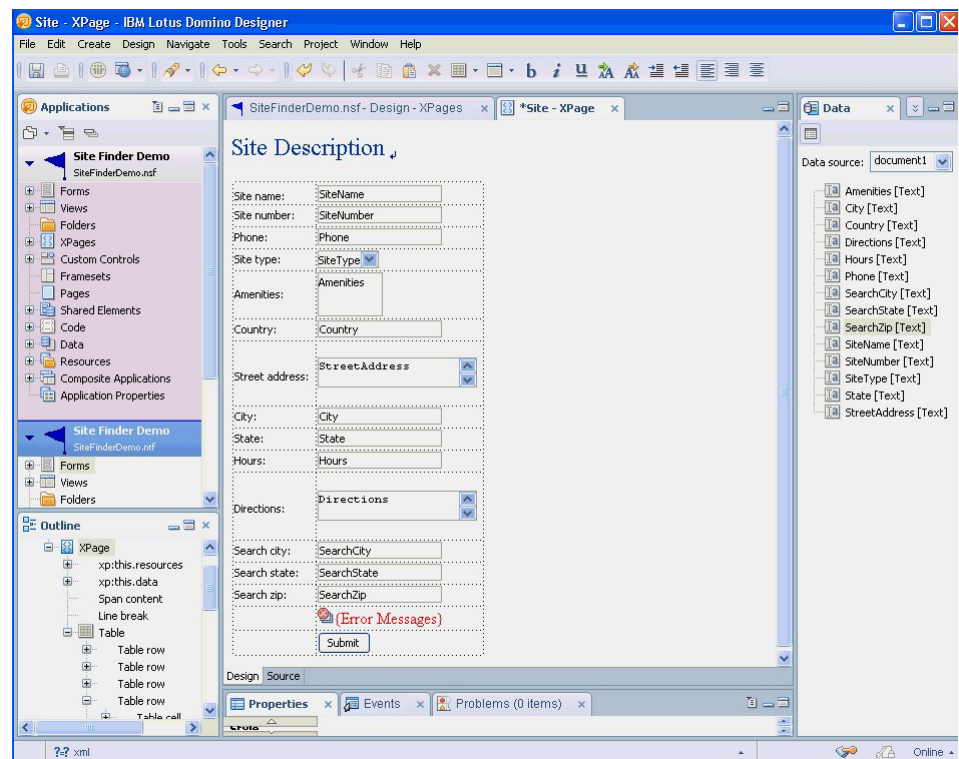 Site - XPage - IBM Lotus Domino Designer
File Edit Create Design Navigate Tools Search Project Window Help
Applications
Site Finder Demo
SiteFinderDemo.nsf
Forms
Views
Folders
XPages
Custom Controls
Framesets
Pages
Shared Elements
Code
Data
Resources
Composite Applications
Application Properties
Site Finder Demo
SiteFinderDemo.ntf
Forms
Views
Folders
Outline
XPage
xp:this.resources
xp:this.data
Span content
Line break
Table
Table row
Table row
Table row
Table row
Table cell
SiteFinderDemo.nsf - Design - XPages
*Site - XPage
Site Description
Site name: SiteName
Site number: SiteNumber
Phone: Phone
Site type: SiteType
Amenities: Amenities
Country: Country
Street address: StreetAddress
City: City
State: State
Hours: Hours
Directions: Directions
Search city: SearchCity
Search state: SearchState
Search zip: SearchZip
{Error Messages}
Submit
Design Source
Properties Events Problems (0 items)
Data
Data source: document1
Amenities [Text]
City [Text]
Country [Text]
Directions [Text]
Hours [Text]
Phone [Text]
SearchCity [Text]
SearchState [Text]
SearchZip [Text]
SiteName [Text]
SiteNumber [Text]
SiteType [Text]
State [Text]
StreetAddress [Text]
?=? xml
Online